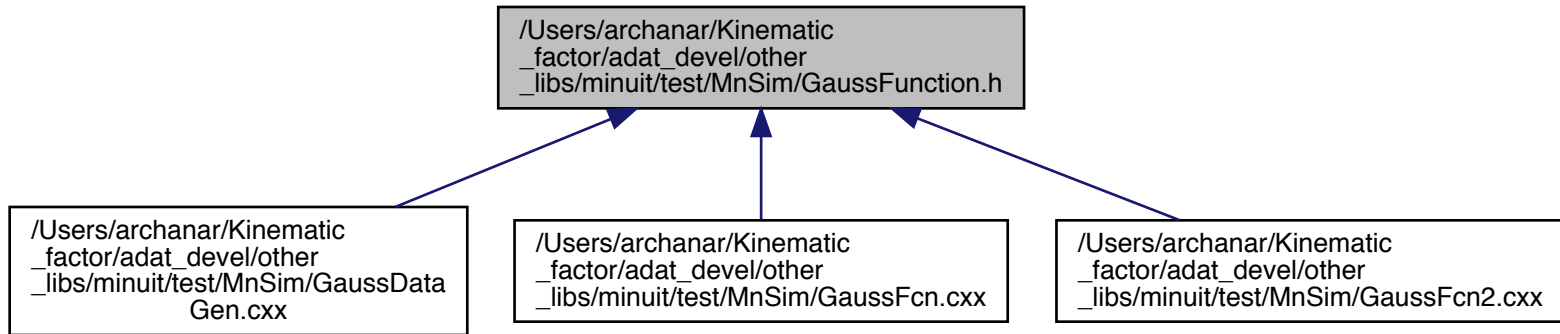 /Users/archanar/Kinematic
_factor/adat_devel/other
_libs/minuit/test/MnSim/GaussFunction.h
/Users/archanar/Kinematic
_factor/adat_devel/other
_libs/minuit/test/MnSim/GaussData
Gen.cxx
/Users/archanar/Kinematic
_factor/adat_devel/other
_libs/minuit/test/MnSim/GaussFcn.cxx
/Users/archanar/Kinematic
_factor/adat_devel/other
_libs/minuit/test/MnSim/GaussFcn2.cxx